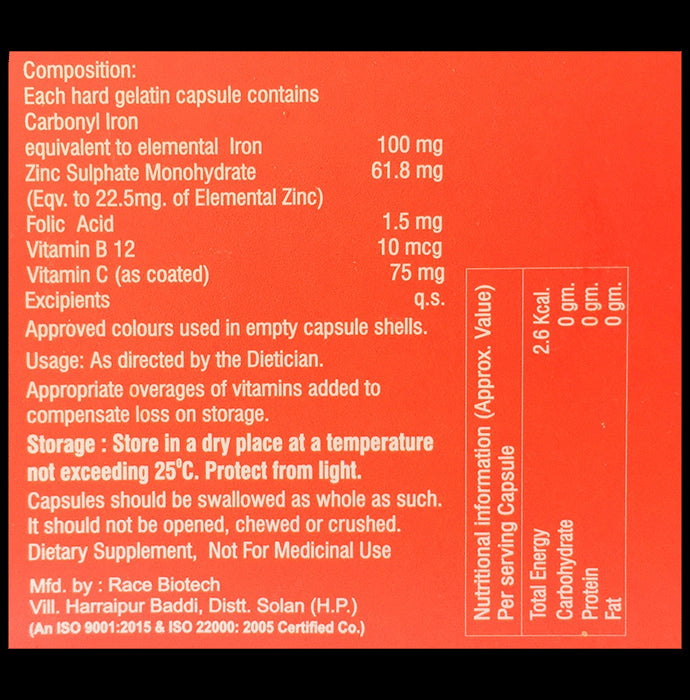 Composition:
Each hard gelatin capsule contains
Carbonyl Iron
equivalent to elemental Iron 100 mg
Zinc Sulphate Monohydrate 61.8 mg
(Eqv. to 22.5mg. of Elemental Zinc)
Folic Acid 1.5 mg
Vitamin B 12 10 mcg
Vitamin C (as coated) 75 mg
Excipients q.s.
Approved colours used in empty capsule shells.
Usage: As directed by the Dietician.
Appropriate overages of vitamins added to
compensate loss on storage.
Storage : Store in a dry place at a temperature
not exceeding 25⁰C. Protect from light.
Capsules should be swallowed as whole as such.
It should not be opened, chewed or crushed.
Dietary Supplement, Not For Medicinal Use
Mfd. by : Race Biotech
Vill. Harraipur Baddi, Distt. Solan (H.P.)
(An ISO 9001:2015 & ISO 22000: 2005 Certified Co.)
Nutritional information (Approx. Value)
Per serving Capsule
Total Energy 2.6 Kcal.
Carbohydrate 0 gm.
Protein 0 gm.
Fat 0 gm.